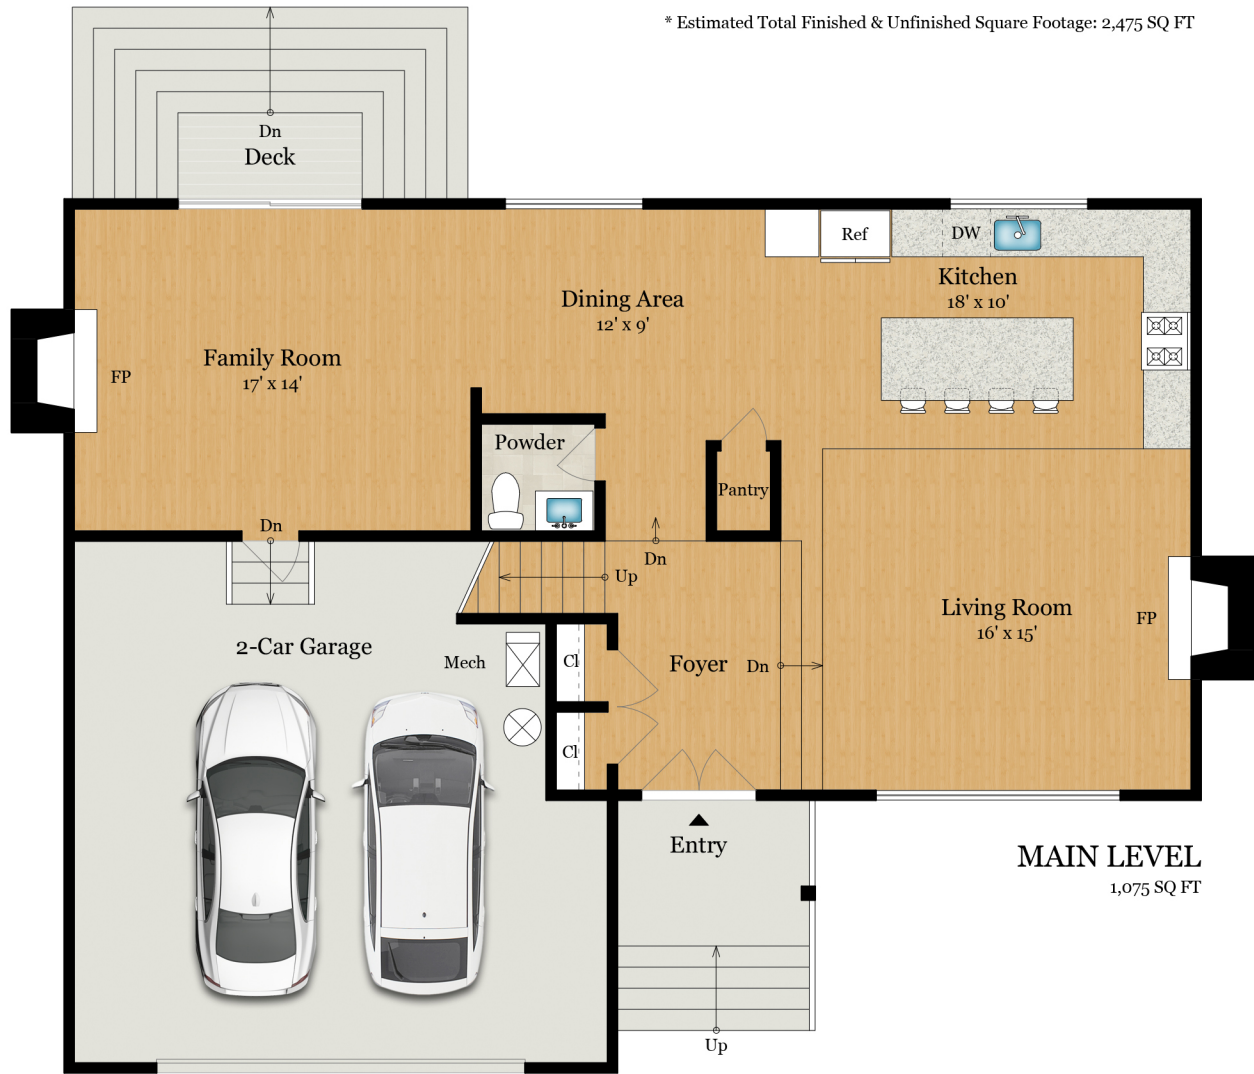 * Estimated Total Finished & Unfinished Square Footage: 2,475 SQ FT
Dn
Deck
Ref
DW
Kitchen
18' x 10'
Dining Area
12' x 9'
Family Room
17' x 14'
FP
Powder
Pantry
Dn
Dn
Up
Living Room
16' x 15'
FP
2-Car Garage
Mech
Cl
Foyer
Dn
Cl
Entry
MAIN LEVEL
1,075 SQ FT
Up